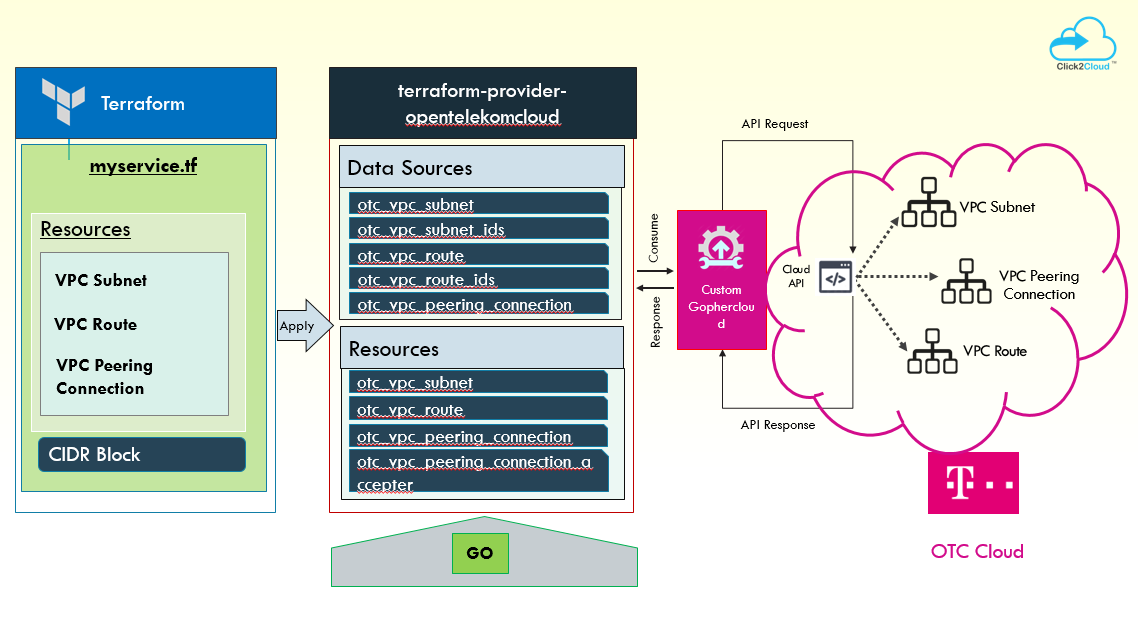 Click2Cloud™
Terraform
myservice.tf
Resources
VPC Subnet
VPC Route
VPC Peering
Connection
CIDR Block
Apply
terraform-provider-
opentelekomcloud
Data Sources
otc_vpc_subnet
otc_vpc_subnet_ids
otc_vpc_route
otc_vpc_route_ids
otc_vpc_peering_connection
Resources
otc_vpc_subnet
otc_vpc_route
otc_vpc_peering_connection
otc_vpc_peering_connection_a
ccepter
GO
Consume
Response
API Request
Custom
Gopherclou
d
API Response
Cloud
API
</>
VPC Subnet
VPC Peering
Connection
VPC Route
T
OTC Cloud